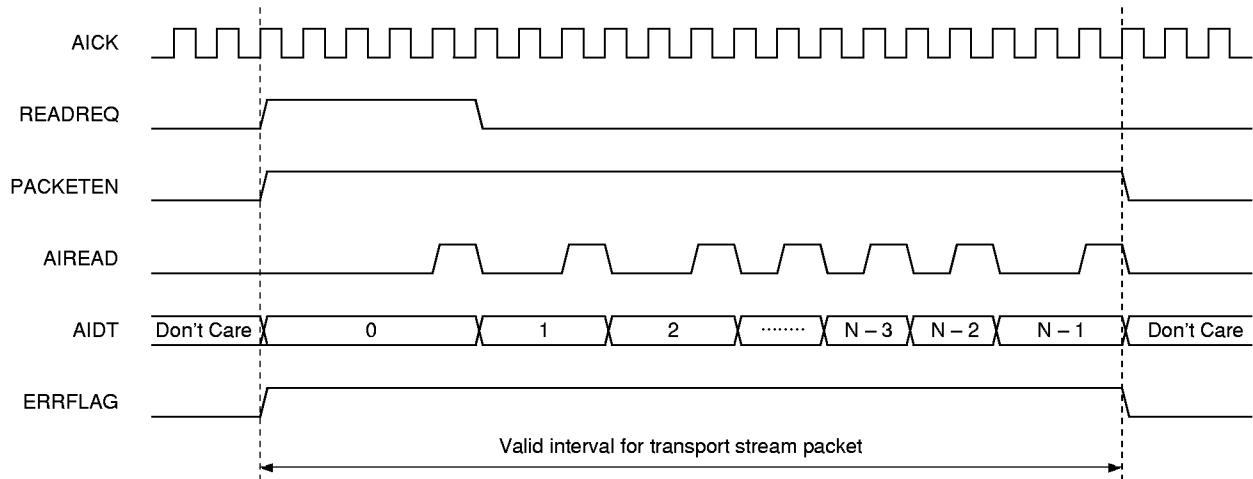 AICK
READREQ
PACKETEN
AIREAD
AIDT Don't Care 0 1 2 ········ N – 3 N – 2 N – 1 Don't Care
ERRFLAG
Valid interval for transport stream packet